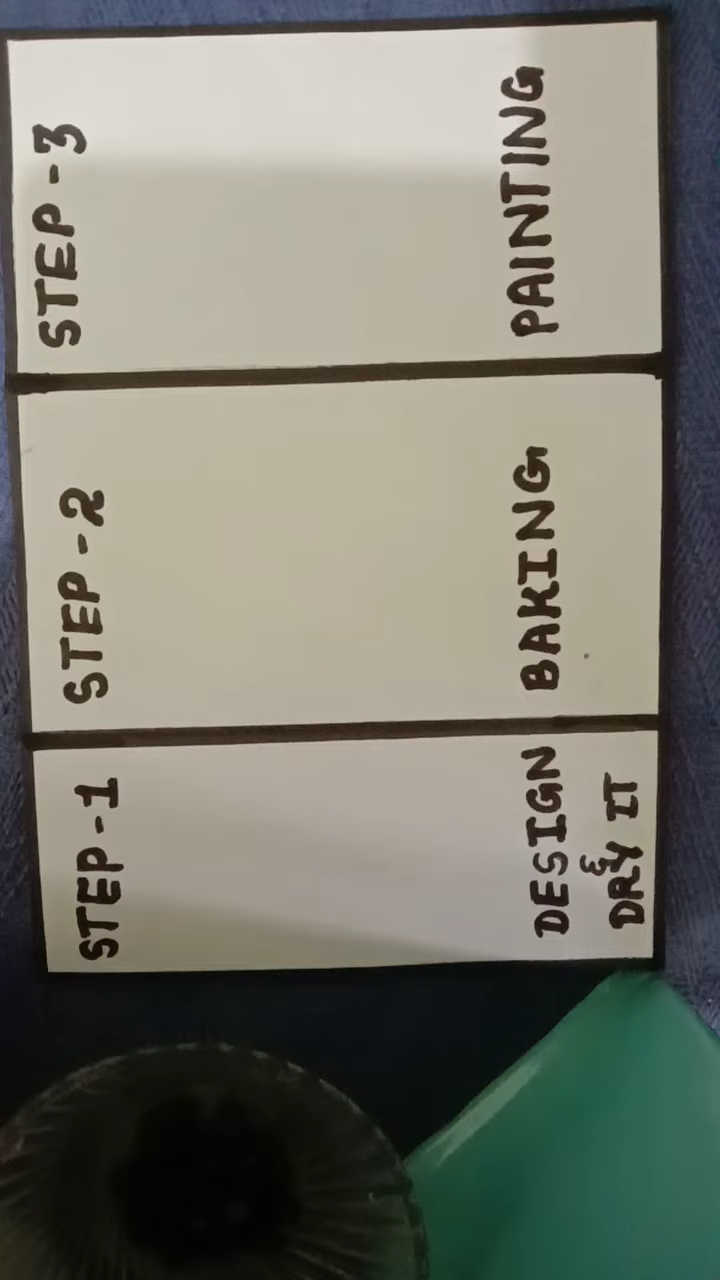 STEP-1
DESIGN
&
DRY IT
STEP-2
BAKING
STEP-3
PAINTING